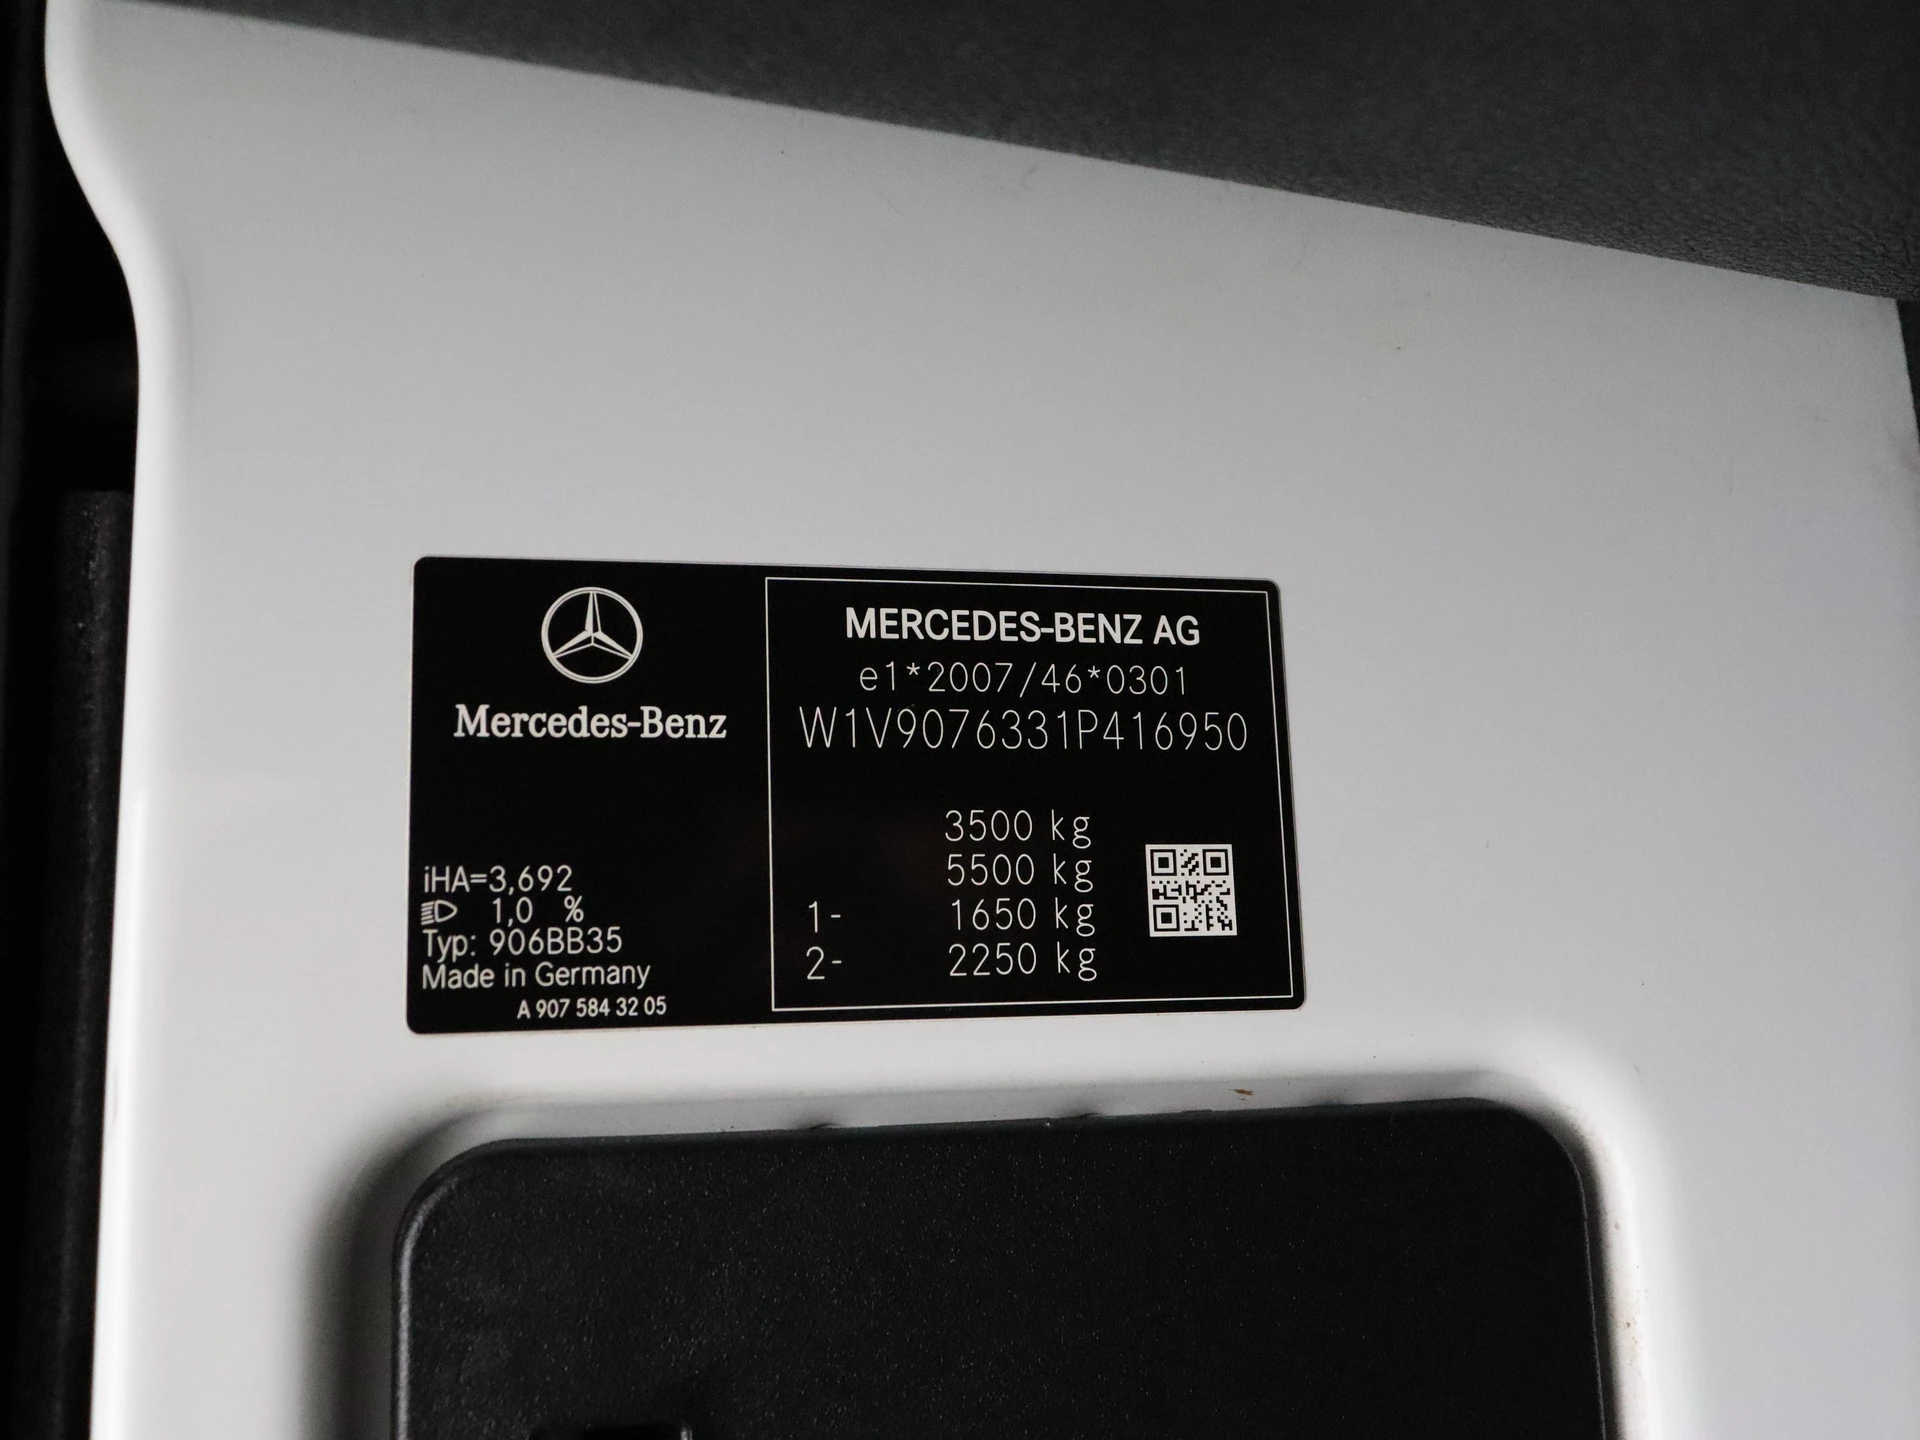 Mercedes-Benz
iHA=3,692
1,0 %
Typ: 906BB35
Made in Germany
A 907 584 32 05
MERCEDES-BENZ AG
e1*2007/46*0301
W1V9076331P416950
3500 kg
5500 kg
1- 1650 kg
2- 2250 kg